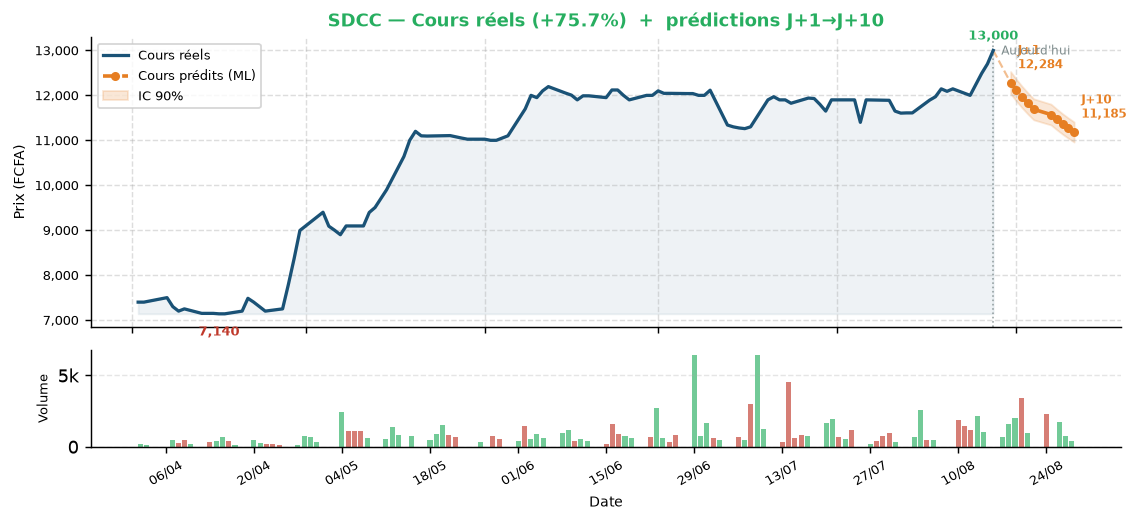 SDCC — Cours réels (+75.7%) + prédictions J+1→J+10
13,000
Aujourd'hui
J+1
12,284
J+10
11,185
Cours réels
Cours prédits (ML)
IC 90%
Prix (FCFA)
13,000
12,000
11,000
10,000
9,000
8,000
7,000
7,140
Volume
5k
0
06/04 20/04 04/05 18/05 01/06 15/06 29/06 13/07 27/07 10/08 24/08
Date